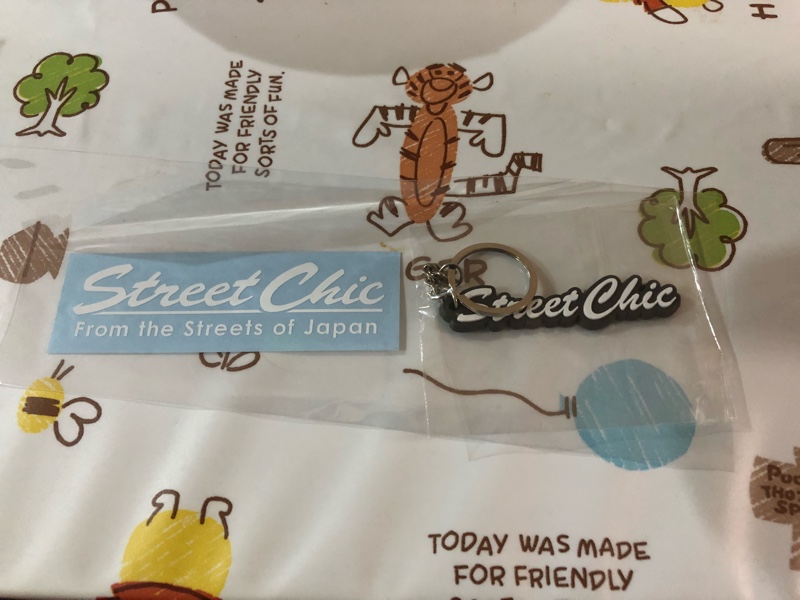 TODAY WAS MADE
FOR FRIENDLY
SORTS OF FUN.
Street Chic
From the Streets of Japan
Street Chic
TODAY WAS MADE
FOR FRIENDLY